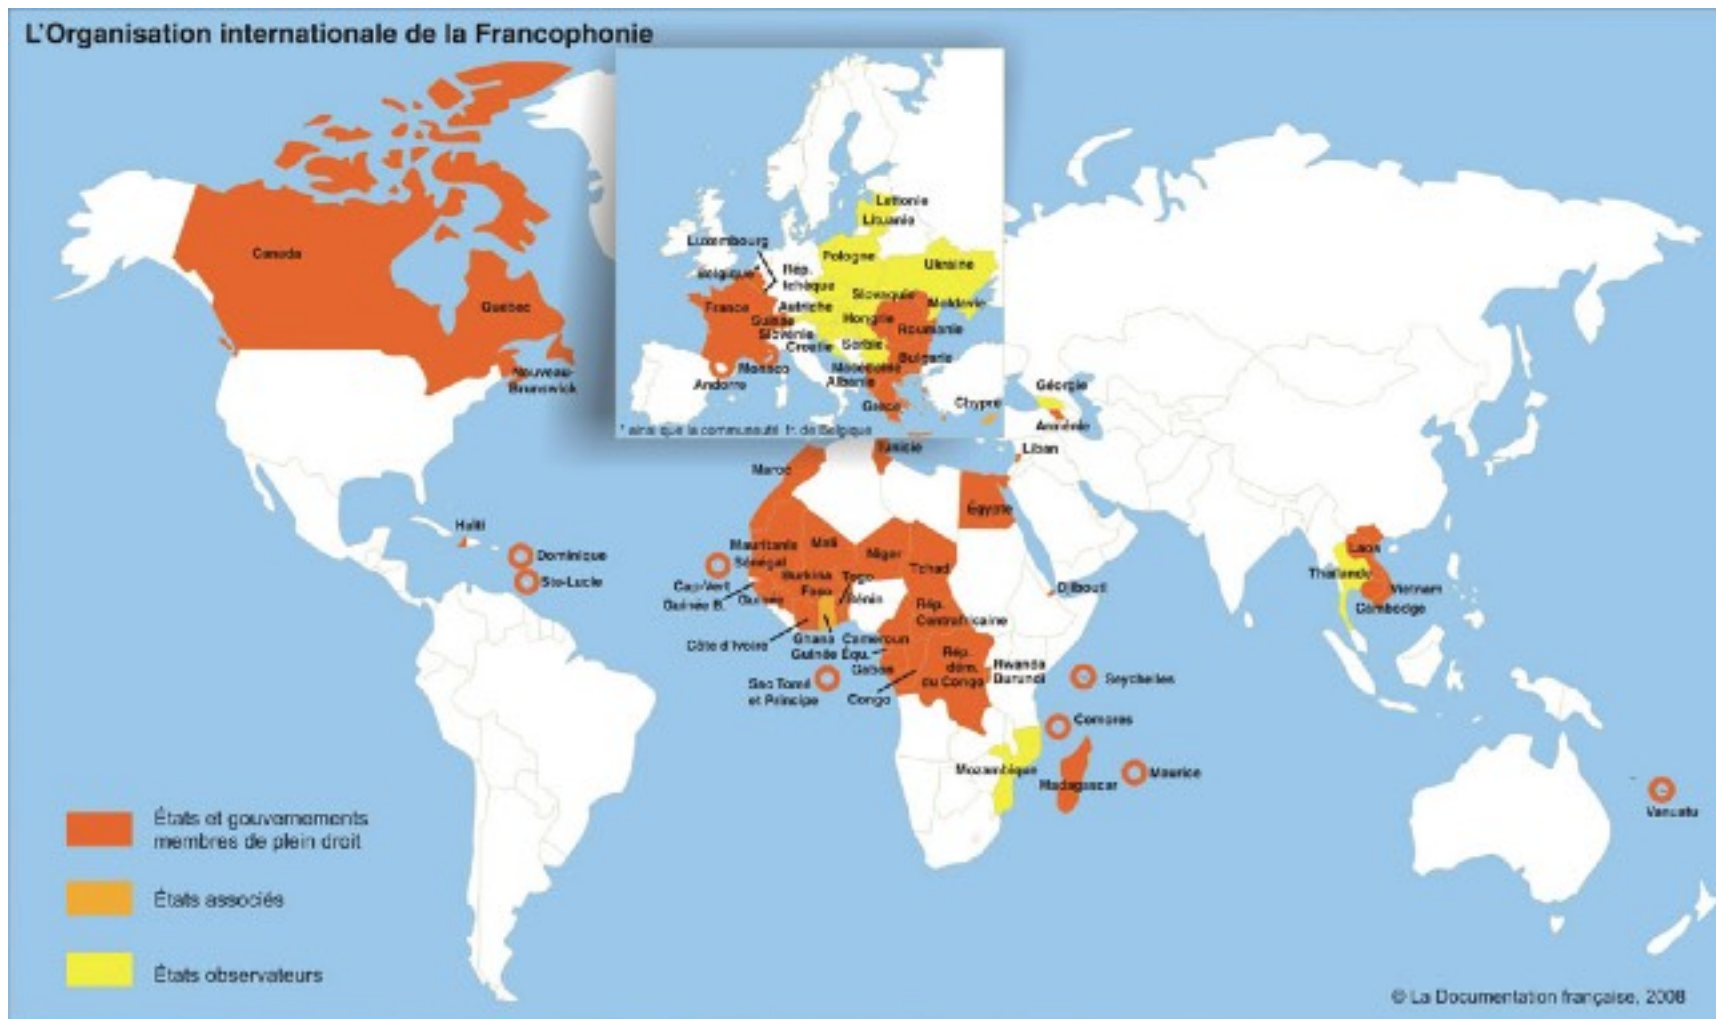 L'Organisation internationale de la Francophonie
Canada
Québec
Nouveau-
Brunswick
Haïti
Dominique
Ste-Lucie
Lettonie
Lituanie
Luxembourg
Belgique*
Rép.
tchèque
Pologne
Ukraine
Slovaquie
Moldavie
France
Autriche
Suisse
Hongrie
Roumanie
Slovénie
Croatie
Serbie
Bulgarie
Monaco
Macédoine
Andorre
Albanie
Grèce
Chypre
* ainsi que la communauté fr. de Belgique
Géorgie
Arménie
Liban
Tunisie
Maroc
Égypte
Mauritanie
Mali
Niger
Tchad
Sénégal
Cap-Vert
Burkina
Faso
Togo
Bénin
Guinée B.
Guinée
Côte d'Ivoire
Ghana
Cameroun
Guinée Équ.
Gabon
Sao Tomé
et Principe
Congo
Rép.
Centrafricaine
Rép.
dém.
du Congo
Rwanda
Burundi
Djibouti
Seychelles
Comores
Mozambique
Madagascar
Maurice
Laos
Thaïlande
Vietnam
Cambodge
Vanuatu
États et gouvernements
membres de plein droit
États associés
États observateurs
© La Documentation française, 2008